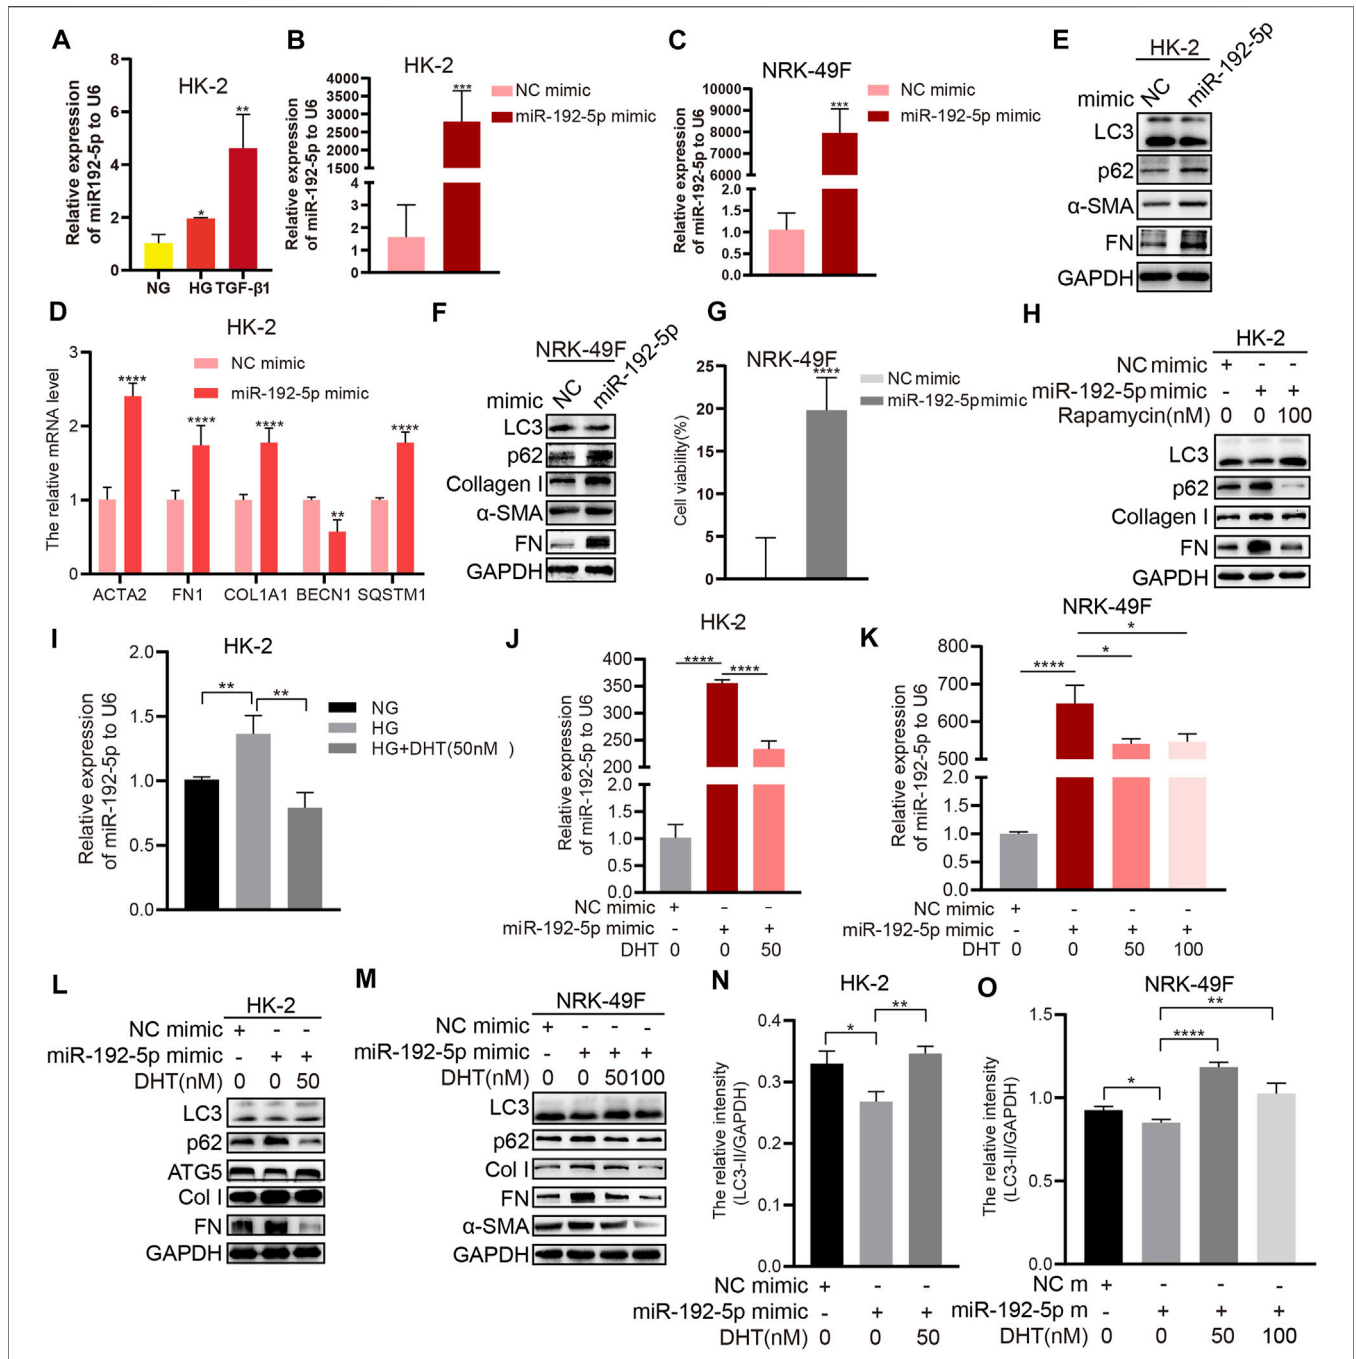 A
Relative expression
of miR192-5p to U6
HK-2
8
6
4
2
0
*
**
NG HG TGF-β1
B
Relative expression
of miR-192-5p to U6
HK-2
4000
3500
3000
2500
2000
1500
4
3
2
1
0
***
NC mimic
miR-192-5p mimic
C
Relative expression
of miR-192-5p to U6
NRK-49F
10000
9000
8000
7000
6000
2.0
1.5
1.0
0.5
0.0
***
NC mimic
miR-192-5p mimic
E
HK-2
mimic NC miR-192-5p
LC3
p62
α-SMA
FN
GAPDH
D
The relative mRNA level
HK-2
3
2
1
0
NC mimic
miR-192-5p mimic
**** **** **** ** ****
ACTA2 FN1 COL1A1 BECN1 SQSTM1
F
NRK-49F
mimic NC miR-192-5p
LC3
p62
Collagen I
α-SMA
FN
GAPDH
G
Cell viability(%)
NRK-49F
25
20
15
10
5
0
****
NC mimic
miR-192-5p mimic
H
HK-2
NC mimic + - -
miR-192-5p mimic - + +
Rapamycin(nM) 0 0 100
LC3
p62
Collagen I
FN
GAPDH
I
Relative expression
of miR-192-5p to U6
HK-2
2.0
1.5
1.0
0.5
0.0
** **
NG
HG
HG+DHT(50nM )
J
Relative expression
of miR-192-5p to U6
HK-2
400
350
300
250
200
2.0
1.5
1.0
0.5
0.0
**** ****
NC mimic + - -
miR-192-5p mimic - + +
DHT 0 0 50
K
Relative expression
of miR-192-5p to U6
NRK-49F
800
700
600
500
2.0
1.5
1.0
0.5
0.0
*
**** *
NC mimic + - - -
miR-192-5p mimic - + + +
DHT 0 0 50 100
L
HK-2
NC mimic + - -
miR-192-5p mimic - + +
DHT(nM) 0 0 50
LC3
p62
ATG5
Col I
FN
GAPDH
M
NRK-49F
NC mimic + - - -
miR-192-5p mimic - + + +
DHT(nM) 0 0 50 100
LC3
p62
Col I
FN
α-SMA
GAPDH
N
The relative intensity
(LC3-II/GAPDH)
HK-2
0.4
0.3
0.2
0.1
0.0
* **
NC mimic + - -
miR-192-5p mimic - + +
DHT(nM) 0 0 50
O
The relative intensity
(LC3-II/GAPDH)
NRK-49F
1.5
1.0
0.5
0.0
**
****
*
NC m + - - -
miR-192-5p m - + + +
DHT(nM) 0 0 50 100